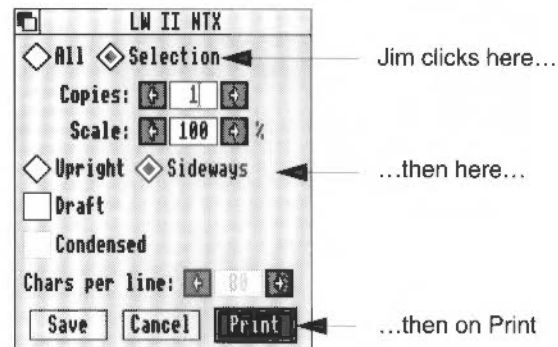 LW II NTX
All Selection Jim clicks here…
Copies: 1
Scale: 100 %
Upright Sideways …then here…
Draft
Condensed
Chars per line: 80
Save Cancel Print …then on Print